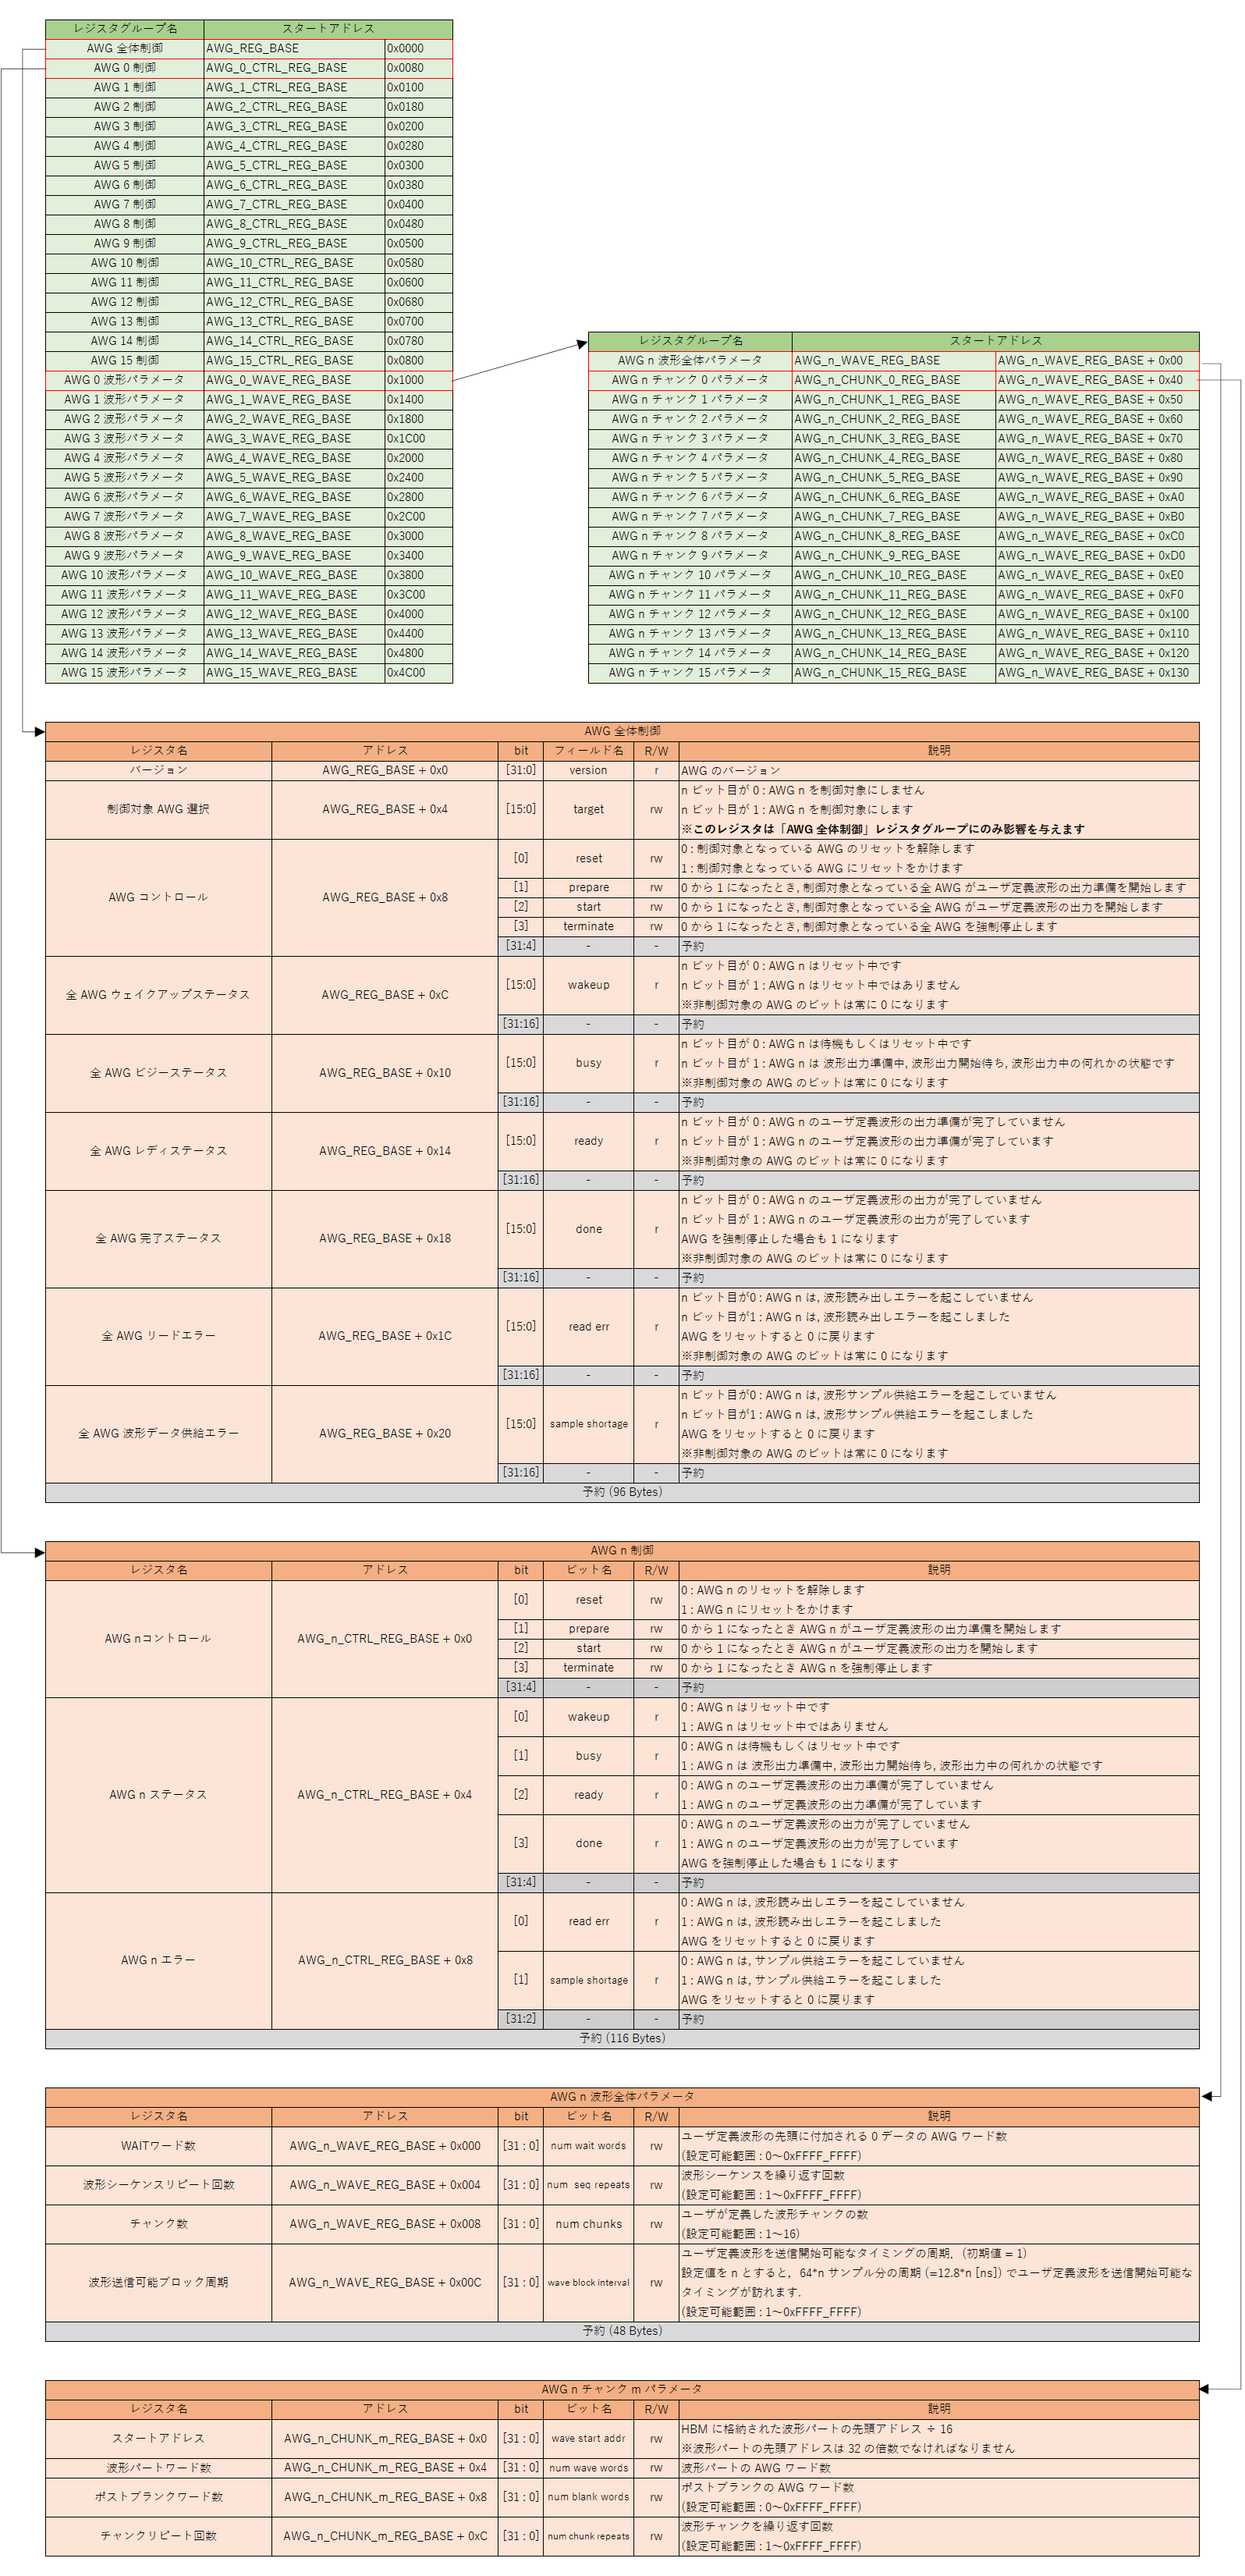 レジスタグループ名 スタートアドレス
AWG 全体制御 AWG_REG_BASE 0x0000
AWG 0 制御 AWG_0_CTRL_REG_BASE 0x0080
AWG 1 制御 AWG_1_CTRL_REG_BASE 0x0100
AWG 2 制御 AWG_2_CTRL_REG_BASE 0x0180
AWG 3 制御 AWG_3_CTRL_REG_BASE 0x0200
AWG 4 制御 AWG_4_CTRL_REG_BASE 0x0280
AWG 5 制御 AWG_5_CTRL_REG_BASE 0x0300
AWG 6 制御 AWG_6_CTRL_REG_BASE 0x0380
AWG 7 制御 AWG_7_CTRL_REG_BASE 0x0400
AWG 8 制御 AWG_8_CTRL_REG_BASE 0x0480
AWG 9 制御 AWG_9_CTRL_REG_BASE 0x0500
AWG 10 制御 AWG_10_CTRL_REG_BASE 0x0580
AWG 11 制御 AWG_11_CTRL_REG_BASE 0x0600
AWG 12 制御 AWG_12_CTRL_REG_BASE 0x0680
AWG 13 制御 AWG_13_CTRL_REG_BASE 0x0700
AWG 14 制御 AWG_14_CTRL_REG_BASE 0x0780
AWG 15 制御 AWG_15_CTRL_REG_BASE 0x0800
AWG 0 波形パラメータ AWG_0_WAVE_REG_BASE 0x1000
AWG 1 波形パラメータ AWG_1_WAVE_REG_BASE 0x1400
AWG 2 波形パラメータ AWG_2_WAVE_REG_BASE 0x1800
AWG 3 波形パラメータ AWG_3_WAVE_REG_BASE 0x1C00
AWG 4 波形パラメータ AWG_4_WAVE_REG_BASE 0x2000
AWG 5 波形パラメータ AWG_5_WAVE_REG_BASE 0x2400
AWG 6 波形パラメータ AWG_6_WAVE_REG_BASE 0x2800
AWG 7 波形パラメータ AWG_7_WAVE_REG_BASE 0x2C00
AWG 8 波形パラメータ AWG_8_WAVE_REG_BASE 0x3000
AWG 9 波形パラメータ AWG_9_WAVE_REG_BASE 0x3400
AWG 10 波形パラメータ AWG_10_WAVE_REG_BASE 0x3800
AWG 11 波形パラメータ AWG_11_WAVE_REG_BASE 0x3C00
AWG 12 波形パラメータ AWG_12_WAVE_REG_BASE 0x4000
AWG 13 波形パラメータ AWG_13_WAVE_REG_BASE 0x4400
AWG 14 波形パラメータ AWG_14_WAVE_REG_BASE 0x4800
AWG 15 波形パラメータ AWG_15_WAVE_REG_BASE 0x4C00
レジスタグループ名 スタートアドレス
AWG n 波形全体パラメータ AWG_n_WAVE_REG_BASE AWG_n_WAVE_REG_BASE + 0x00
AWG n チャンク 0 パラメータ AWG_n_CHUNK_0_REG_BASE AWG_n_WAVE_REG_BASE + 0x40
AWG n チャンク 1 パラメータ AWG_n_CHUNK_1_REG_BASE AWG_n_WAVE_REG_BASE + 0x50
AWG n チャンク 2 パラメータ AWG_n_CHUNK_2_REG_BASE AWG_n_WAVE_REG_BASE + 0x60
AWG n チャンク 3 パラメータ AWG_n_CHUNK_3_REG_BASE AWG_n_WAVE_REG_BASE + 0x70
AWG n チャンク 4 パラメータ AWG_n_CHUNK_4_REG_BASE AWG_n_WAVE_REG_BASE + 0x80
AWG n チャンク 5 パラメータ AWG_n_CHUNK_5_REG_BASE AWG_n_WAVE_REG_BASE + 0x90
AWG n チャンク 6 パラメータ AWG_n_CHUNK_6_REG_BASE AWG_n_WAVE_REG_BASE + 0xA0
AWG n チャンク 7 パラメータ AWG_n_CHUNK_7_REG_BASE AWG_n_WAVE_REG_BASE + 0xB0
AWG n チャンク 8 パラメータ AWG_n_CHUNK_8_REG_BASE AWG_n_WAVE_REG_BASE + 0xC0
AWG n チャンク 9 パラメータ AWG_n_CHUNK_9_REG_BASE AWG_n_WAVE_REG_BASE + 0xD0
AWG n チャンク 10 パラメータ AWG_n_CHUNK_10_REG_BASE AWG_n_WAVE_REG_BASE + 0xE0
AWG n チャンク 11 パラメータ AWG_n_CHUNK_11_REG_BASE AWG_n_WAVE_REG_BASE + 0xF0
AWG n チャンク 12 パラメータ AWG_n_CHUNK_12_REG_BASE AWG_n_WAVE_REG_BASE + 0x100
AWG n チャンク 13 パラメータ AWG_n_CHUNK_13_REG_BASE AWG_n_WAVE_REG_BASE + 0x110
AWG n チャンク 14 パラメータ AWG_n_CHUNK_14_REG_BASE AWG_n_WAVE_REG_BASE + 0x120
AWG n チャンク 15 パラメータ AWG_n_CHUNK_15_REG_BASE AWG_n_WAVE_REG_BASE + 0x130
AWG 全体制御
レジスタ名 アドレス bit フィールド名 R/W 説明
バージョン AWG_REG_BASE + 0x0 [31:0] version r AWG のバージョン
制御対象 AWG 選択 AWG_REG_BASE + 0x4 [15:0] target rw n ビット目が 0 : AWG n を制御対象にしません
n ビット目が 1 : AWG n を制御対象にします
※このレジスタは「AWG 全体制御」レジスタグループにのみ影響を与えます
AWG コントロール AWG_REG_BASE + 0x8 [0] reset rw 0 : 制御対象となっている AWG のリセットを解除します
1 : 制御対象となっている AWG にリセットをかけます
[1] prepare rw 0 から 1 になったとき, 制御対象となっている全 AWG がユーザ定義波形の出力準備を開始します
[2] start rw 0 から 1 になったとき, 制御対象となっている全 AWG がユーザ定義波形の出力を開始します
[3] terminate rw 0 から 1 になったとき, 制御対象となっている全 AWG を強制停止します
[31:4] - - 予約
全 AWG ウェイクアップステータス AWG_REG_BASE + 0xC [15:0] wakeup r n ビット目が 0 : AWG n はリセット中です
n ビット目が 1 : AWG n はリセット中ではありません
※非制御対象の AWG のビットは常に 0 になります
[31:16] - - 予約
全 AWG ビジーステータス AWG_REG_BASE + 0x10 [15:0] busy r n ビット目が 0 : AWG n は待機もしくはリセット中です
n ビット目が 1 : AWG n は 波形出力準備中, 波形出力開始待ち, 波形出力中の何れかの状態です
※非制御対象の AWG のビットは常に 0 になります
[31:16] - - 予約
全 AWG レディステータス AWG_REG_BASE + 0x14 [15:0] ready r n ビット目が 0 : AWG n のユーザ定義波形の出力準備が完了していません
n ビット目が 1 : AWG n のユーザ定義波形の出力準備が完了しています
※非制御対象の AWG のビットは常に 0 になります
[31:16] - - 予約
全 AWG 完了ステータス AWG_REG_BASE + 0x18 [15:0] done r n ビット目が 0 : AWG n のユーザ定義波形の出力が完了していません
n ビット目が 1 : AWG n のユーザ定義波形の出力が完了しています
AWG を強制停止した場合も 1 になります
※非制御対象の AWG のビットは常に 0 になります
[31:16] - - 予約
全 AWG リードエラー AWG_REG_BASE + 0x1C [15:0] read err r n ビット目が0 : AWG n は, 波形読み出しエラーを起こしていません
n ビット目が1 : AWG n は, 波形読み出しエラーを起こしました
AWG をリセットすると 0 に戻ります
※非制御対象の AWG のビットは常に 0 になります
[31:16] - - 予約
全 AWG 波形データ供給エラー AWG_REG_BASE + 0x20 [15:0] sample shortage r n ビット目が0 : AWG n は, 波形サンプル供給エラーを起こしていません
n ビット目が1 : AWG n は, 波形サンプル供給エラーを起こしました
AWG をリセットすると 0 に戻ります
※非制御対象の AWG のビットは常に 0 になります
[31:16] - - 予約
予約 (96 Bytes)
AWG n 制御
レジスタ名 アドレス bit ビット名 R/W 説明
AWG nコントロール AWG_n_CTRL_REG_BASE + 0x0 [0] reset rw 0 : AWG n のリセットを解除します
1 : AWG n にリセットをかけます
[1] prepare rw 0 から 1 になったとき AWG n がユーザ定義波形の出力準備を開始します
[2] start rw 0 から 1 になったとき AWG n がユーザ定義波形の出力を開始します
[3] terminate rw 0 から 1 になったとき AWG n を強制停止します
[31:4] - - 予約
AWG n ステータス AWG_n_CTRL_REG_BASE + 0x4 [0] wakeup r 0 : AWG n はリセット中です
1 : AWG n はリセット中ではありません
[1] busy r 0 : AWG n は待機もしくはリセット中です
1 : AWG n は 波形出力準備中, 波形出力開始待ち, 波形出力中の何れかの状態です
[2] ready r 0 : AWG n のユーザ定義波形の出力準備が完了していません
1 : AWG n のユーザ定義波形の出力準備が完了しています
[3] done r 0 : AWG n のユーザ定義波形の出力が完了していません
1 : AWG n のユーザ定義波形の出力が完了しています
AWG を強制停止した場合も 1 になります
[31:4] - - 予約
AWG n エラー AWG_n_CTRL_REG_BASE + 0x8 [0] read err r 0 : AWG n は, 波形読み出しエラーを起こしていません
1 : AWG n は, 波形読み出しエラーを起こしました
AWG をリセットすると 0 に戻ります
[1] sample shortage r 0 : AWG n は, サンプル供給エラーを起こしていません
1 : AWG n は, サンプル供給エラーを起こしました
AWG をリセットすると 0 に戻ります
[31:2] - - 予約
予約 (116 Bytes)
AWG n 波形全体パラメータ
レジスタ名 アドレス bit ビット名 R/W 説明
WAITワード数 AWG_n_WAVE_REG_BASE + 0x000 [31 : 0] num wait words rw ユーザ定義波形の先頭に付加される 0 データの AWG ワード数
(設定可能範囲 : 0～0xFFFF_FFFF)
波形シーケンスリピート回数 AWG_n_WAVE_REG_BASE + 0x004 [31 : 0] num seq repeats rw 波形シーケンスを繰り返す回数
(設定可能範囲 : 1～0xFFFF_FFFF)
チャンク数 AWG_n_WAVE_REG_BASE + 0x008 [31 : 0] num chunks rw ユーザが定義した波形チャンクの数
(設定可能範囲 : 1～16)
波形送信可能ブロック周期 AWG_n_WAVE_REG_BASE + 0x00C [31 : 0] wave block interval rw ユーザ定義波形を送信開始可能なタイミングの周期．(初期値 = 1)
設定値を n とすると，64*n サンプル分の周期 (=12.8*n [ns]) でユーザ定義波形を送信開始可能な
タイミングが訪れます．
(設定可能範囲 : 1～0xFFFF_FFFF)
予約 (48 Bytes)
AWG n チャンク m パラメータ
レジスタ名 アドレス bit ビット名 R/W 説明
スタートアドレス AWG_n_CHUNK_m_REG_BASE + 0x0 [31 : 0] wave start addr rw HBM に格納された波形パートの先頭アドレス ÷ 16
※波形パートの先頭アドレスは 32 の倍数でなければなりません
波形パートワード数 AWG_n_CHUNK_m_REG_BASE + 0x4 [31 : 0] num wave words rw 波形パートの AWG ワード数
ポストブランクワード数 AWG_n_CHUNK_m_REG_BASE + 0x8 [31 : 0] num blank words rw ポストブランクの AWG ワード数
(設定可能範囲 : 0～0xFFFF_FFFF)
チャンクリピート回数 AWG_n_CHUNK_m_REG_BASE + 0xC [31 : 0] num chunk repeats rw 波形チャンクを繰り返す回数
(設定可能範囲 : 1～0xFFFF_FFFF)